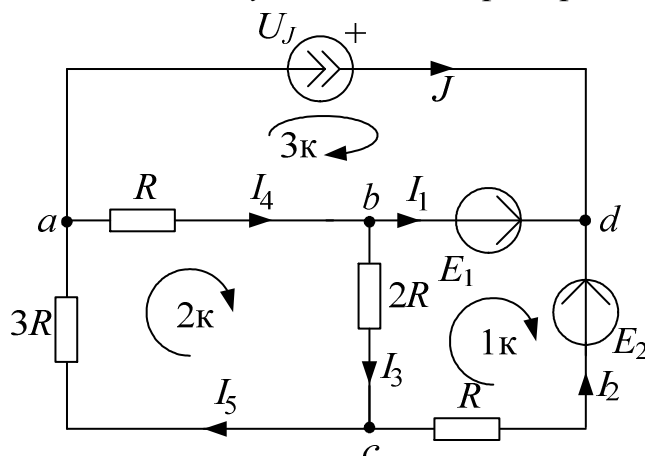 U_J +
J
3к
R I_4 b I_1
a d
E_1
3R 2к 2R 1к E_2
I_3
I_5 R I_2
c